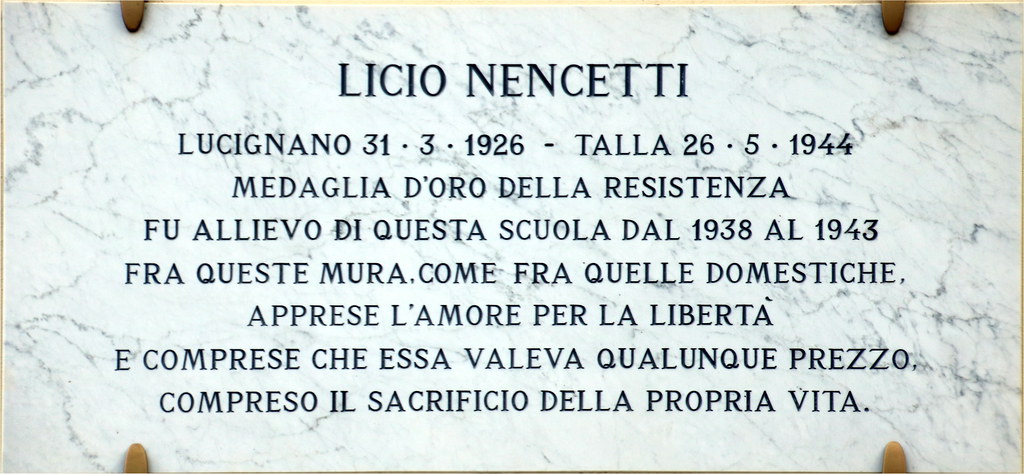 LICIO NENCETTI
LUCIGNANO 31 · 3 · 1926 - TALLA 26 · 5 · 1944
MEDAGLIA D'ORO DELLA RESISTENZA
FU ALLIEVO DI QUESTA SCUOLA DAL 1938 AL 1943
FRA QUESTE MURA, COME FRA QUELLE DOMESTICHE,
APPRESE L'AMORE PER LA LIBERTÀ
E COMPRESE CHE ESSA VALEVA QUALUNQUE PREZZO,
COMPRESO IL SACRIFICIO DELLA PROPRIA VITA.